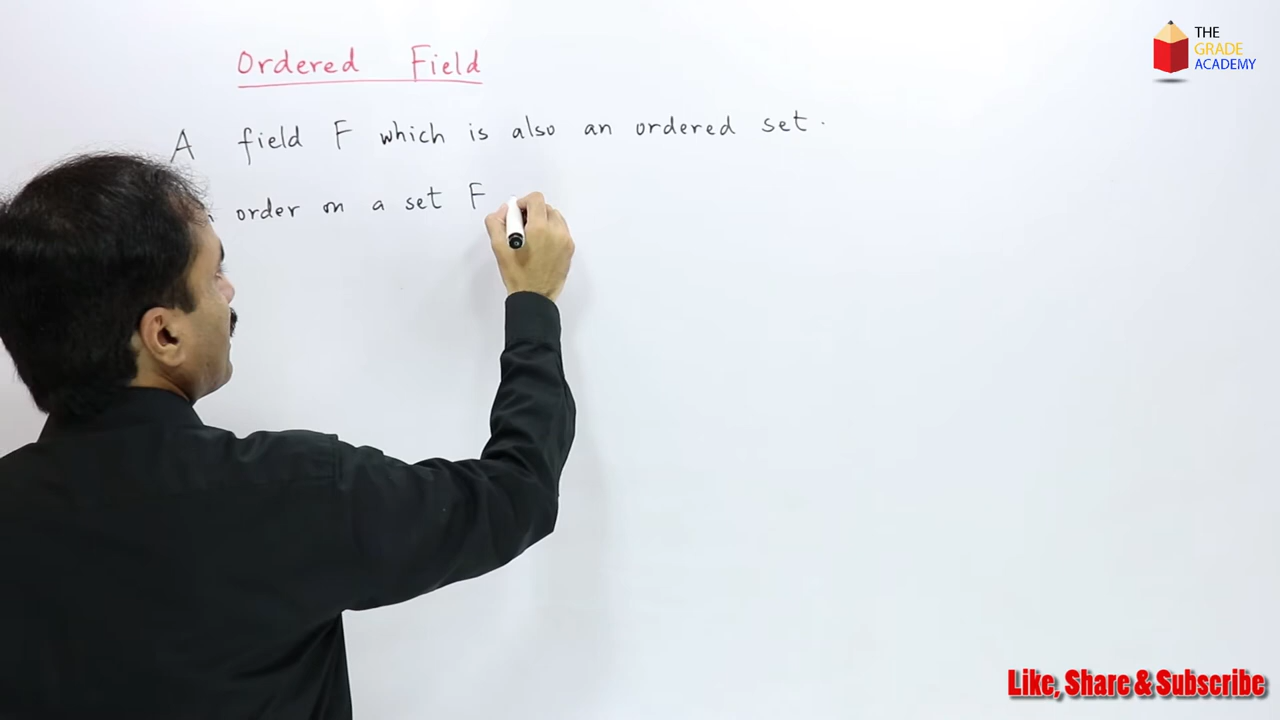 Ordered Field
A field F which is also an ordered set.
order on a set F
THE
GRADE
ACADEMY
Like, Share & Subscribe